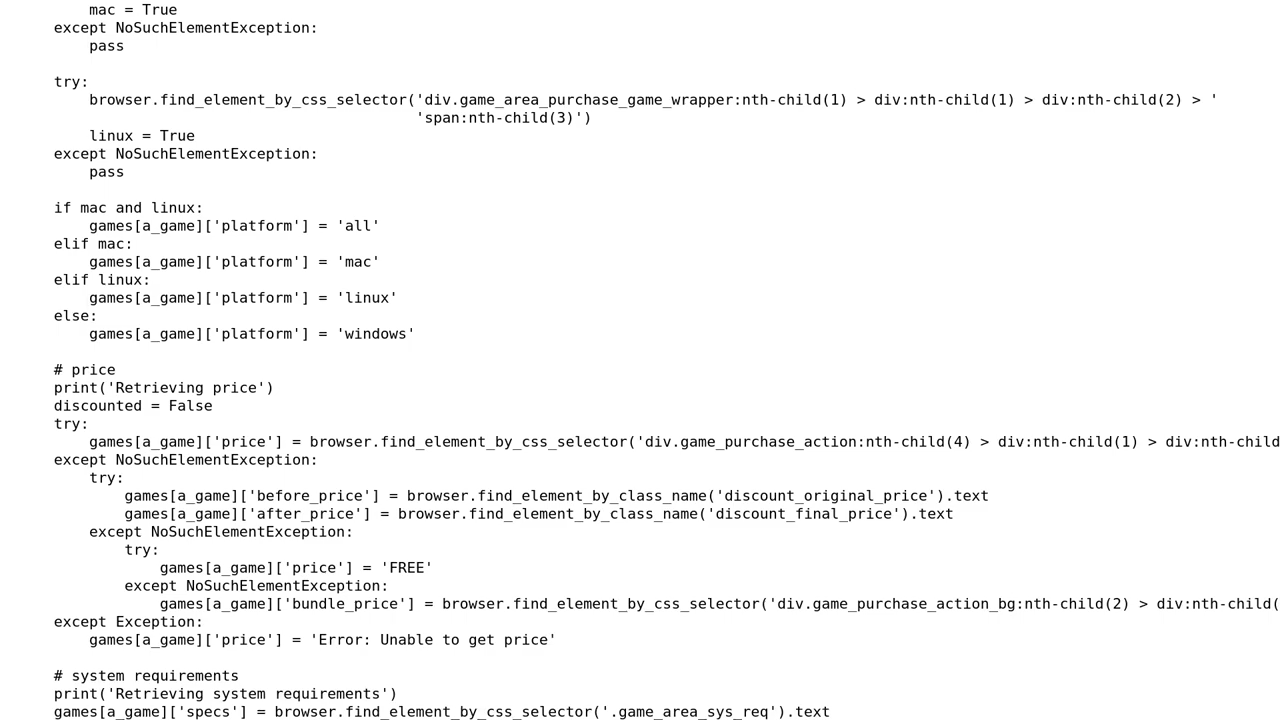 mac = True
except NoSuchElementException:
pass
try:
browser.find_element_by_css_selector('div.game_area_purchase_game_wrapper:nth-child(1) > div:nth-child(1) > div:nth-child(2) > '
'span:nth-child(3)')
linux = True
except NoSuchElementException:
pass
if mac and linux:
games[a_game]['platform'] = 'all'
elif mac:
games[a_game]['platform'] = 'mac'
elif linux:
games[a_game]['platform'] = 'linux'
else:
games[a_game]['platform'] = 'windows'
# price
print('Retrieving price')
discounted = False
try:
games[a_game]['price'] = browser.find_element_by_css_selector('div.game_purchase_action:nth-child(4) > div:nth-child(1) > div:nth-child
except NoSuchElementException:
try:
games[a_game]['before_price'] = browser.find_element_by_class_name('discount_original_price').text
games[a_game]['after_price'] = browser.find_element_by_class_name('discount_final_price').text
except NoSuchElementException:
try:
games[a_game]['price'] = 'FREE'
except NoSuchElementException:
games[a_game]['bundle_price'] = browser.find_element_by_css_selector('div.game_purchase_action_bg:nth-child(2) > div:nth-child(
except Exception:
games[a_game]['price'] = 'Error: Unable to get price'
# system requirements
print('Retrieving system requirements')
games[a_game]['specs'] = browser.find_element_by_css_selector('.game_area_sys_req').text